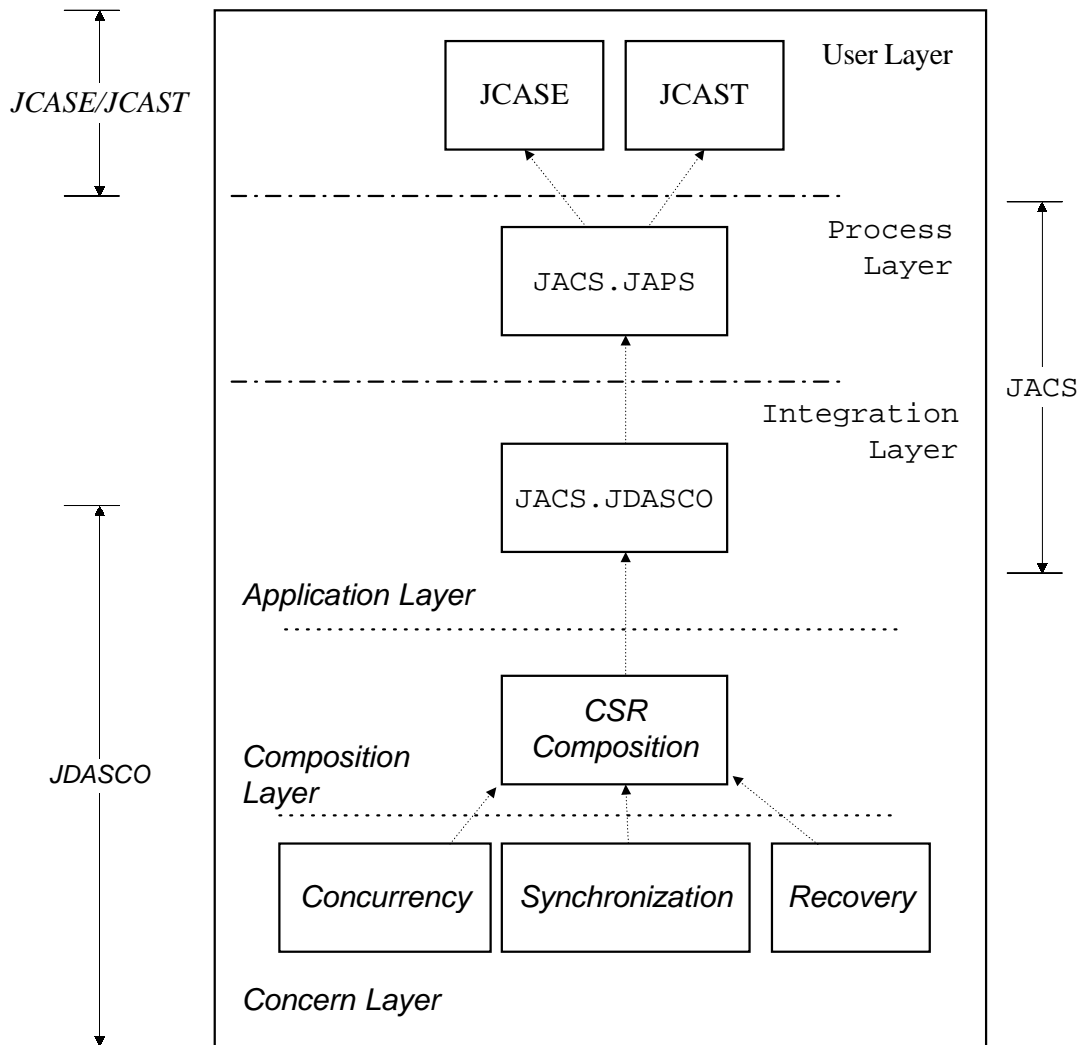 User Layer
JCASE
JCAST
JCASE/JCAST
Process
Layer
JACS.JAPS
JACS
Integration
Layer
JACS.JDASCO
Application Layer
CSR
Composition
Composition
Layer
JDASCO
Concurrency
Synchronization
Recovery
Concern Layer